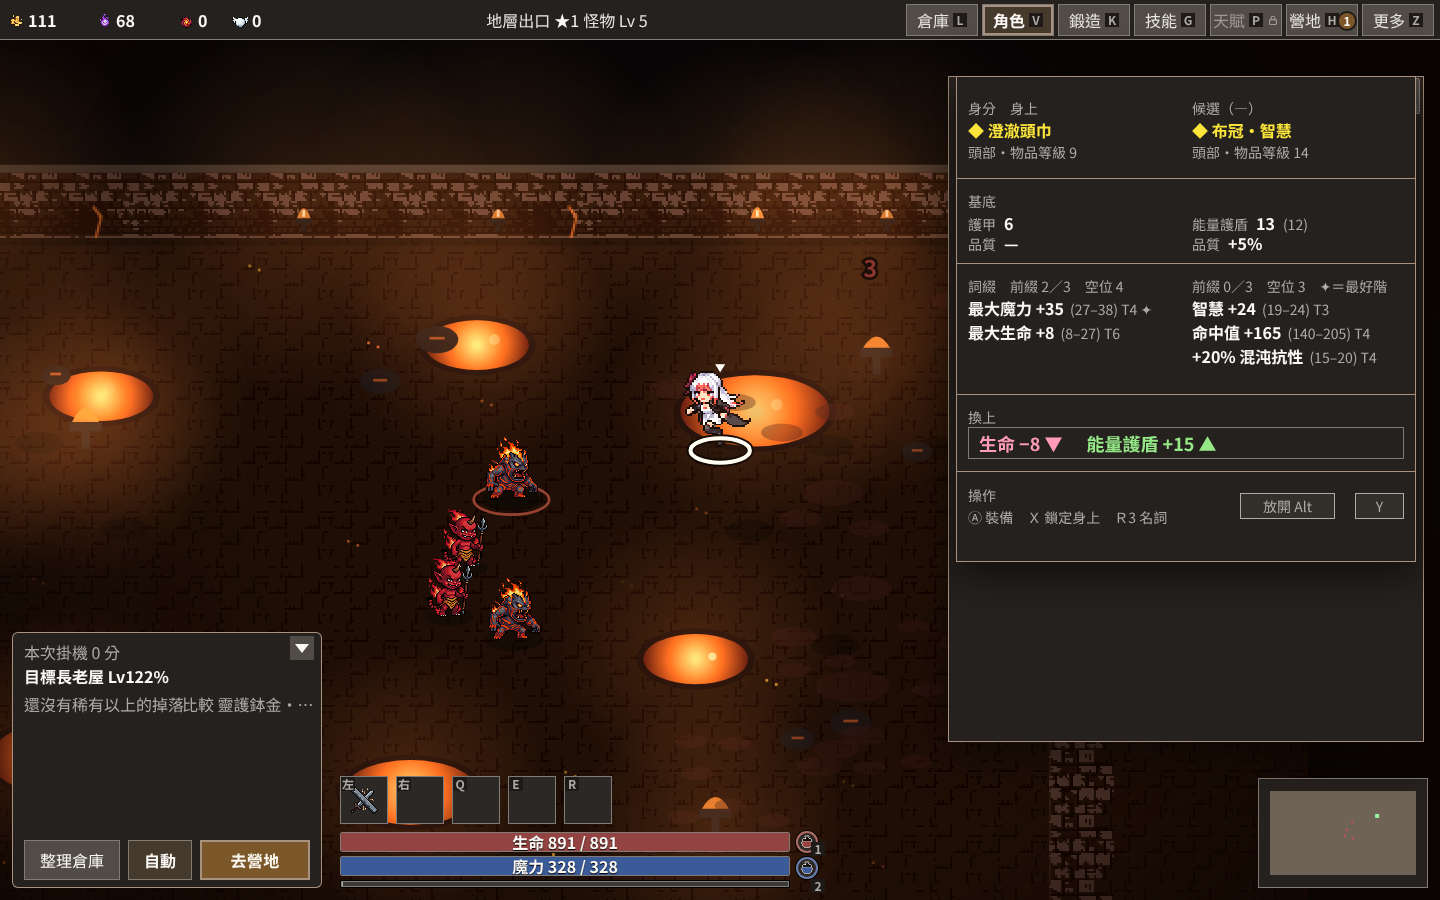 111 68 0 0 地層出口 ★1 怪物 Lv 5 倉庫 L 角色 V 鍛造 K 技能 G 天賦 P 營地 H 1 更多 Z
身分 身上 候選（一）
◆ 澄澈頭巾 ◆ 布冠・智慧
頭部・物品等級 9 頭部・物品等級 14
基底
護甲 6 能量護盾 13 (12)
品質 — 品質 +5%
詞綴 前綴 2／3 空位 4 前綴 0／3 空位 3 ✦＝最好階
最大魔力 +35 (27–38) T4 ✦ 智慧 +24 (19–24) T3
最大生命 +8 (8–27) T6 命中值 +165 (140–205) T4
+20% 混沌抗性 (15–20) T4
換上
生命 −8 ▼ 能量護盾 +15 ▲
操作
Ⓐ 裝備 X 鎖定身上 R3 名詞 放開 Alt Y
3
本次掛機 0 分
目標長老屋 Lv122%
還沒有稀有以上的掉落比較 靈護鉢金・…
整理倉庫 自動 去營地
左 右 Q E R
生命 891 / 891 1
魔力 328 / 328
2